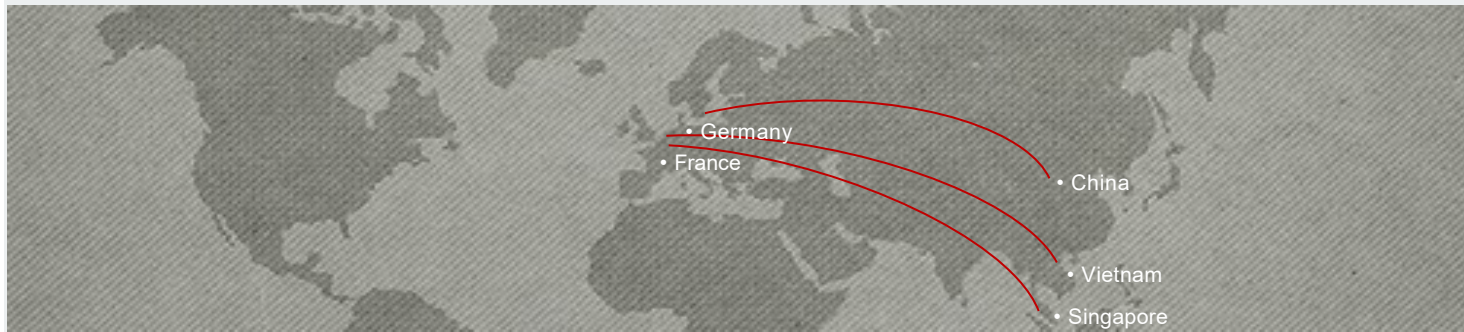 • Germany
• France
• China
• Vietnam
• Singapore